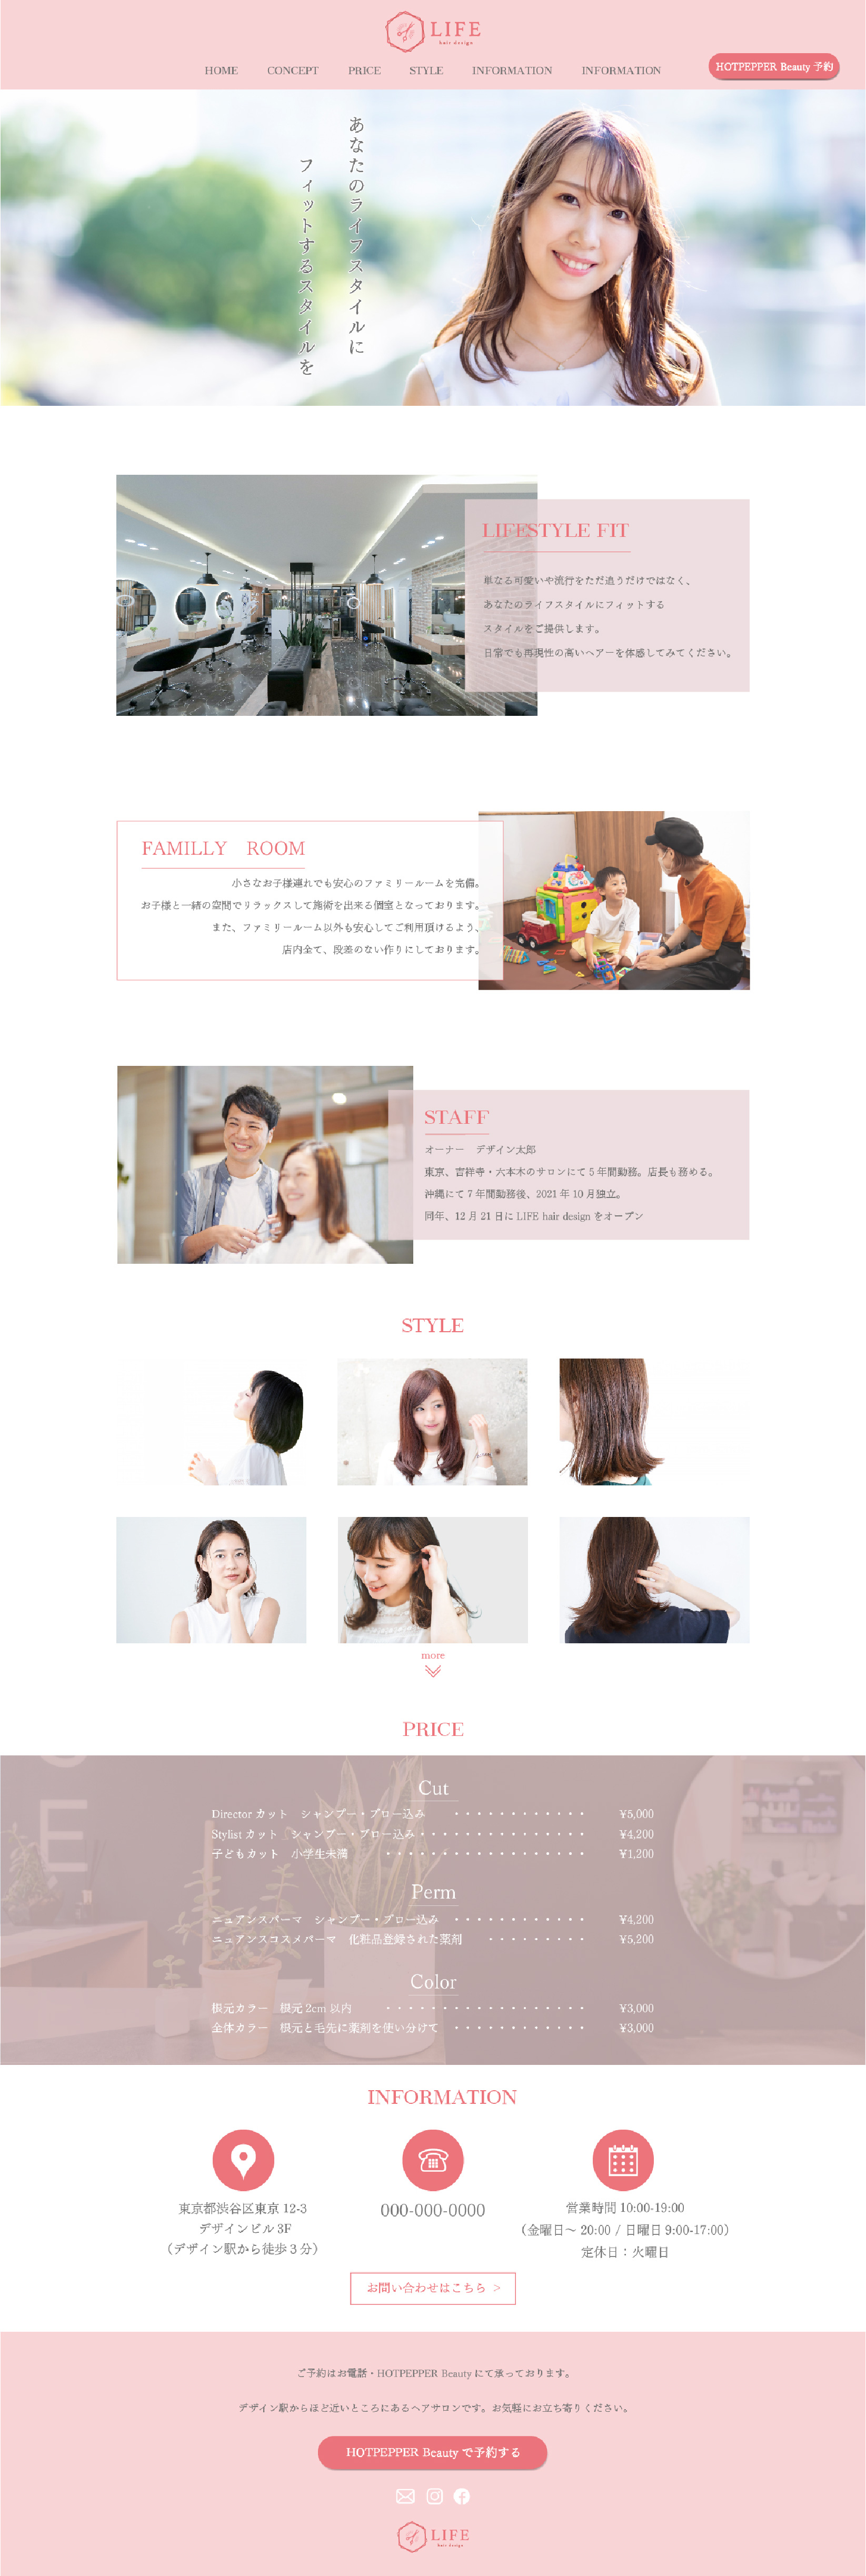 LIFE
hair design
HOME CONCEPT PRICE STYLE INFORMATION INFORMATION
HOTPEPPER Beauty 予約
あなたのライフスタイルに
フィットするスタイルを
LIFESTYLE FIT
単なる可愛いや流行をただ追うだけではなく、
あなたのライフスタイルにフィットする
スタイルをご提供します。
日常でも再現性の高いヘアーを体感してみてください。
FAMILLY ROOM
小さなお子様連れでも安心のファミリールームを完備。
お子様と一緒の空間でリラックスして施術を出来る個室となっております。
また、ファミリールーム以外も安心してご利用頂けるよう、
店内全て、段差のない作りにしております。
STAFF
オーナー デザイン太郎
東京、吉祥寺・六本木のサロンにて 5 年間勤務。店長も務める。
沖縄にて 7 年間勤務後、2021 年 10 月独立。
同年、12 月 21 日に LIFE hair design をオープン
STYLE
more
PRICE
Cut
Director カット シャンプー・ブロー込み ・・・・・・・・・・・・ ¥5,000
Stylist カット シャンプー・ブロー込み・・・・・・・・・・・・・・・ ¥4,200
子どもカット 小学生未満 ・・・・・・・・・・・・・・・・・・ ¥1,200
Perm
ニュアンスパーマ シャンプー・ブロー込み ・・・・・・・・・・・・ ¥4,200
ニュアンスコスメパーマ 化粧品登録された薬剤 ・・・・・・・・・ ¥5,200
Color
根元カラー 根元 2cm 以内 ・・・・・・・・・・・・・・・・・・ ¥3,000
全体カラー 根元と毛先に薬剤を使い分けて ・・・・・・・・・・・・ ¥3,000
INFORMATION
東京都渋谷区東京 12-3
デザインビル 3F
（デザイン駅から徒歩 3 分）
000-000-0000
営業時間 10:00-19:00
（金曜日〜 20:00 / 日曜日 9:00-17:00）
定休日：火曜日
お問い合わせはこちら >
ご予約はお電話・HOTPEPPER Beauty にて承っております。
デザイン駅からほど近いところにあるヘアサロンです。お気軽にお立ち寄りください。
HOTPEPPER Beauty で予約する
LIFE
hair design